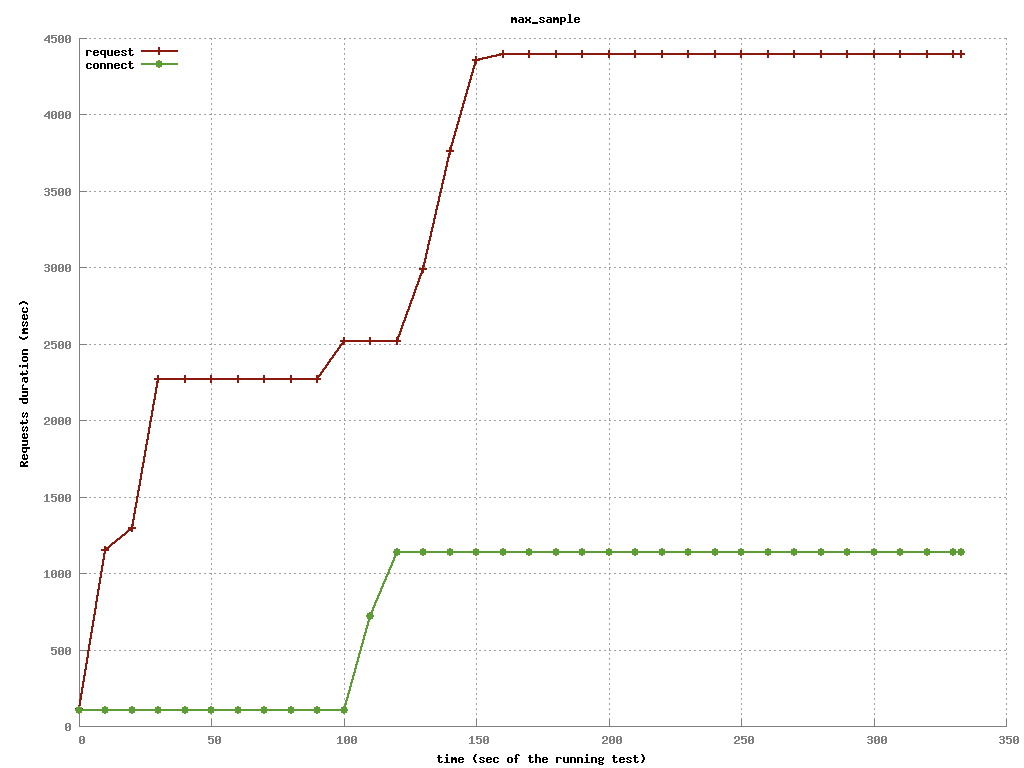 max_sample
request
connect
4500
4000
3500
3000
2500
2000
1500
1000
500
0
Requests duration (msec)
0 50 100 150 200 250 300 350
time (sec of the running test)